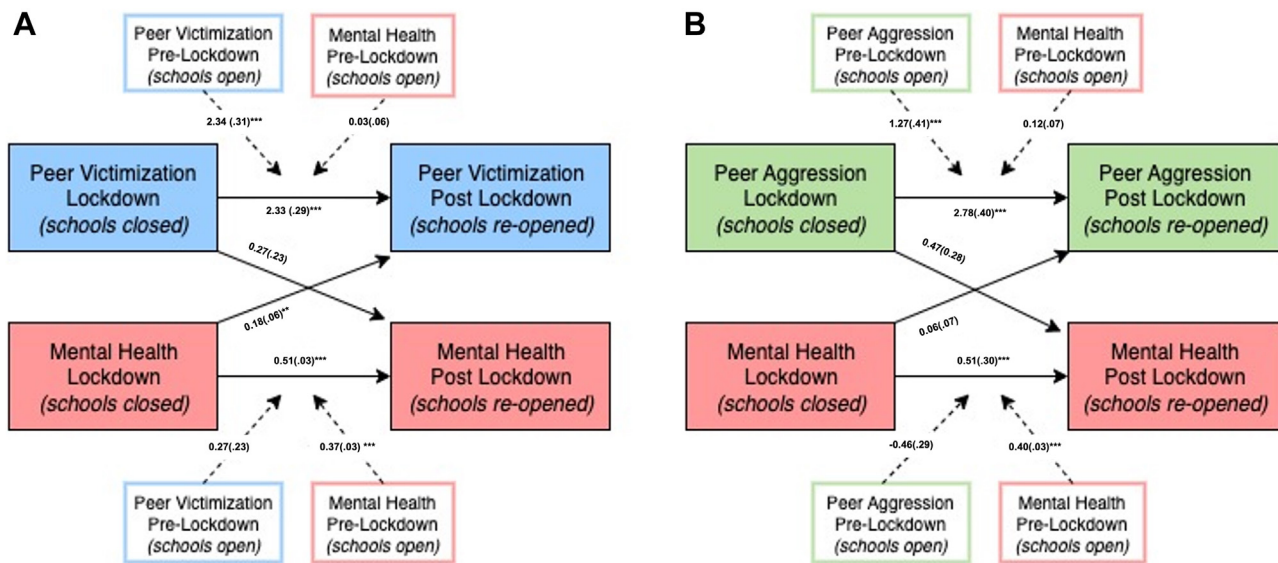 A
Peer Victimization
Pre-Lockdown
(schools open)
Mental Health
Pre-Lockdown
(schools open)
2.34 (.31)***
0.03(.06)
Peer Victimization
Lockdown
(schools closed)
2.33 (.29)***
Peer Victimization
Post Lockdown
(schools re-opened)
0.27(.23)
0.18(.06)**
Mental Health
Lockdown
(schools closed)
0.51(.03)***
Mental Health
Post Lockdown
(schools re-opened)
0.27(.23)
0.37(.03) ***
Peer Victimization
Pre-Lockdown
(schools open)
Mental Health
Pre-Lockdown
(schools open)
B
Peer Aggression
Pre-Lockdown
(schools open)
Mental Health
Pre-Lockdown
(schools open)
1.27(.41)***
0.12(.07)
Peer Aggression
Lockdown
(schools closed)
2.78(.40)***
Peer Aggression
Post Lockdown
(schools re-opened)
0.47(0.28)
0.06(.07)
Mental Health
Lockdown
(schools closed)
0.51(.30)***
Mental Health
Post Lockdown
(schools re-opened)
-0.46(.29)
0.40(.03)***
Peer Aggression
Pre-Lockdown
(schools open)
Mental Health
Pre-Lockdown
(schools open)